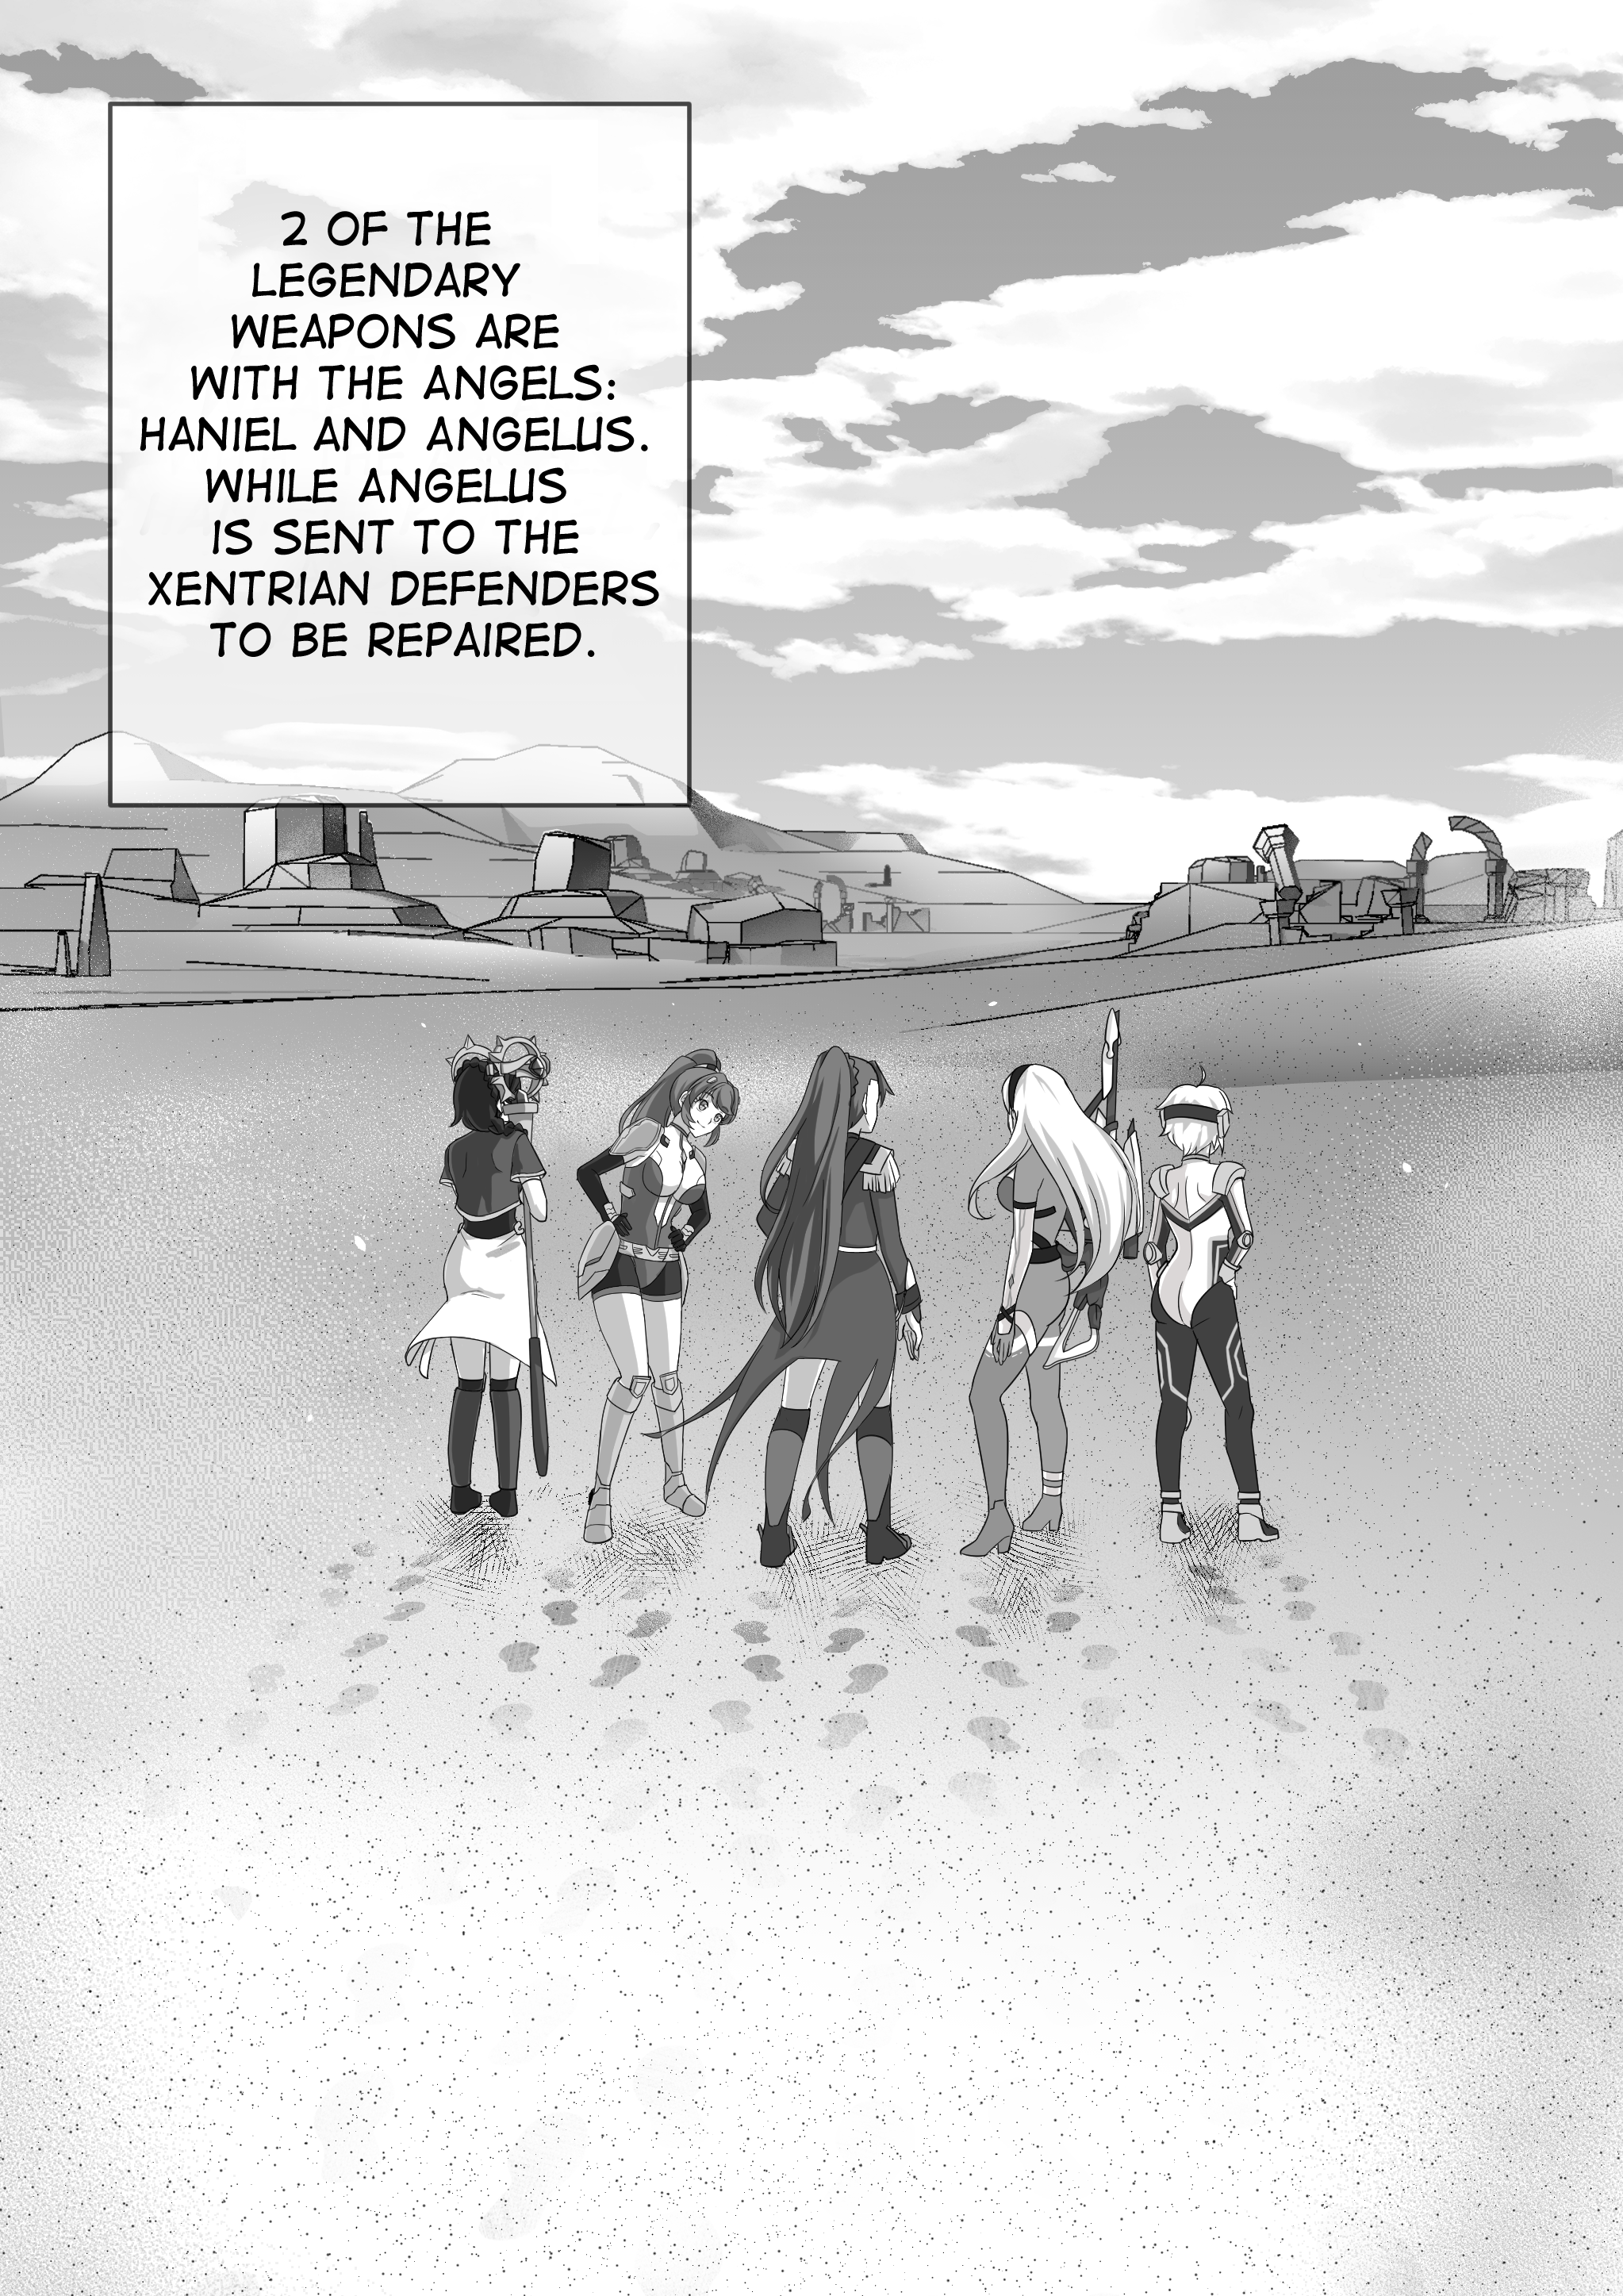 2 OF THE
LEGENDARY
WEAPONS ARE
WITH THE ANGELS:
HANIEL AND ANGELUS.
WHILE ANGELUS
IS SENT TO THE
XENTRIAN DEFENDERS
TO BE REPAIRED.